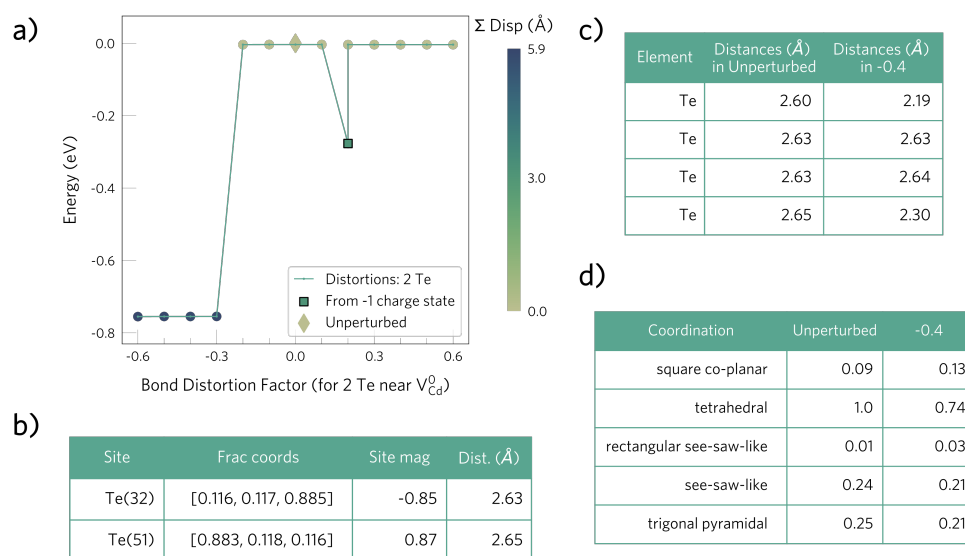 a)
Energy (eV)
0.0
-0.2
-0.4
-0.6
-0.8
-0.6
-0.3
0.0
0.3
0.6
Bond Distortion Factor (for 2 Te near V⁰Cd)
Distortions: 2 Te
From -1 charge state
Unperturbed
Σ Disp (Å)
5.9
3.0
0.0
b)
Site Frac coords Site mag Dist. (Å)
Te(32) [0.116, 0.117, 0.885] -0.85 2.63
Te(51) [0.883, 0.118, 0.116] 0.87 2.65
c)
Element Distances (Å) in Unperturbed Distances (Å) in -0.4
Te 2.60 2.19
Te 2.63 2.63
Te 2.63 2.64
Te 2.65 2.30
d)
Coordination Unperturbed -0.4
square co-planar 0.09 0.13
tetrahedral 1.0 0.74
rectangular see-saw-like 0.01 0.03
see-saw-like 0.24 0.21
trigonal pyramidal 0.25 0.21